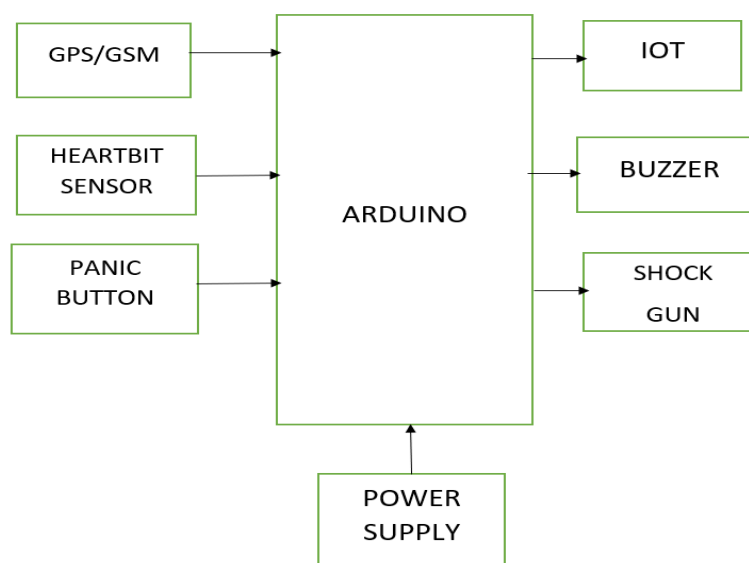 GPS/GSM
HEARTBIT
SENSOR
PANIC
BUTTON
ARDUINO
IOT
BUZZER
SHOCK
GUN
POWER
SUPPLY